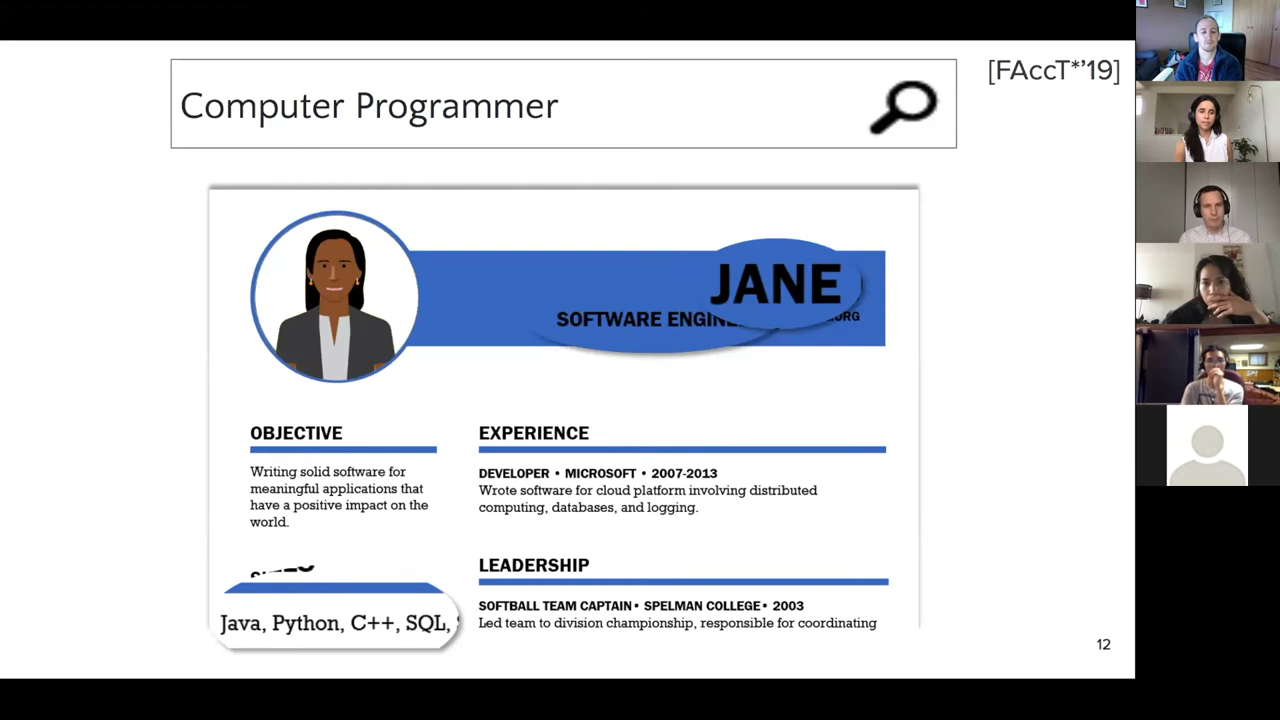 [FAccT*'19]
Computer Programmer
JANE
SOFTWARE
OBJECTIVE
Writing solid software for
meaningful applications that
have a positive impact on the
world.
Java, Python, C++, SQL,
EXPERIENCE
DEVELOPER • MICROSOFT • 2007-2013
Wrote software for cloud platform involving distributed
computing, databases, and logging.
LEADERSHIP
SOFTBALL TEAM CAPTAIN• SPELMAN COLLEGE• 2003
Led team to division championship, responsible for coordinating
12